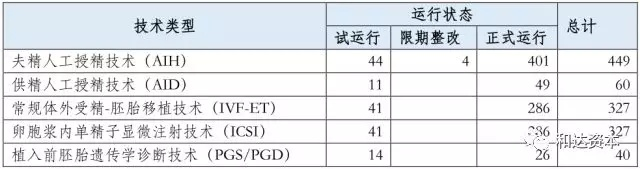 技术类型 运行状态 总计
试运行 限期整改 正式运行
夫精人工授精技术（AIH） 44 4 401 449
供精人工授精技术（AID） 11 49 60
常规体外受精-胚胎移植技术（IVF-ET） 41 286 327
卵胞浆内单精子显微注射技术（ICSI） 41 286 327
植入前胚胎遗传学诊断技术（PGS/PGD） 14 26 40
和达资本